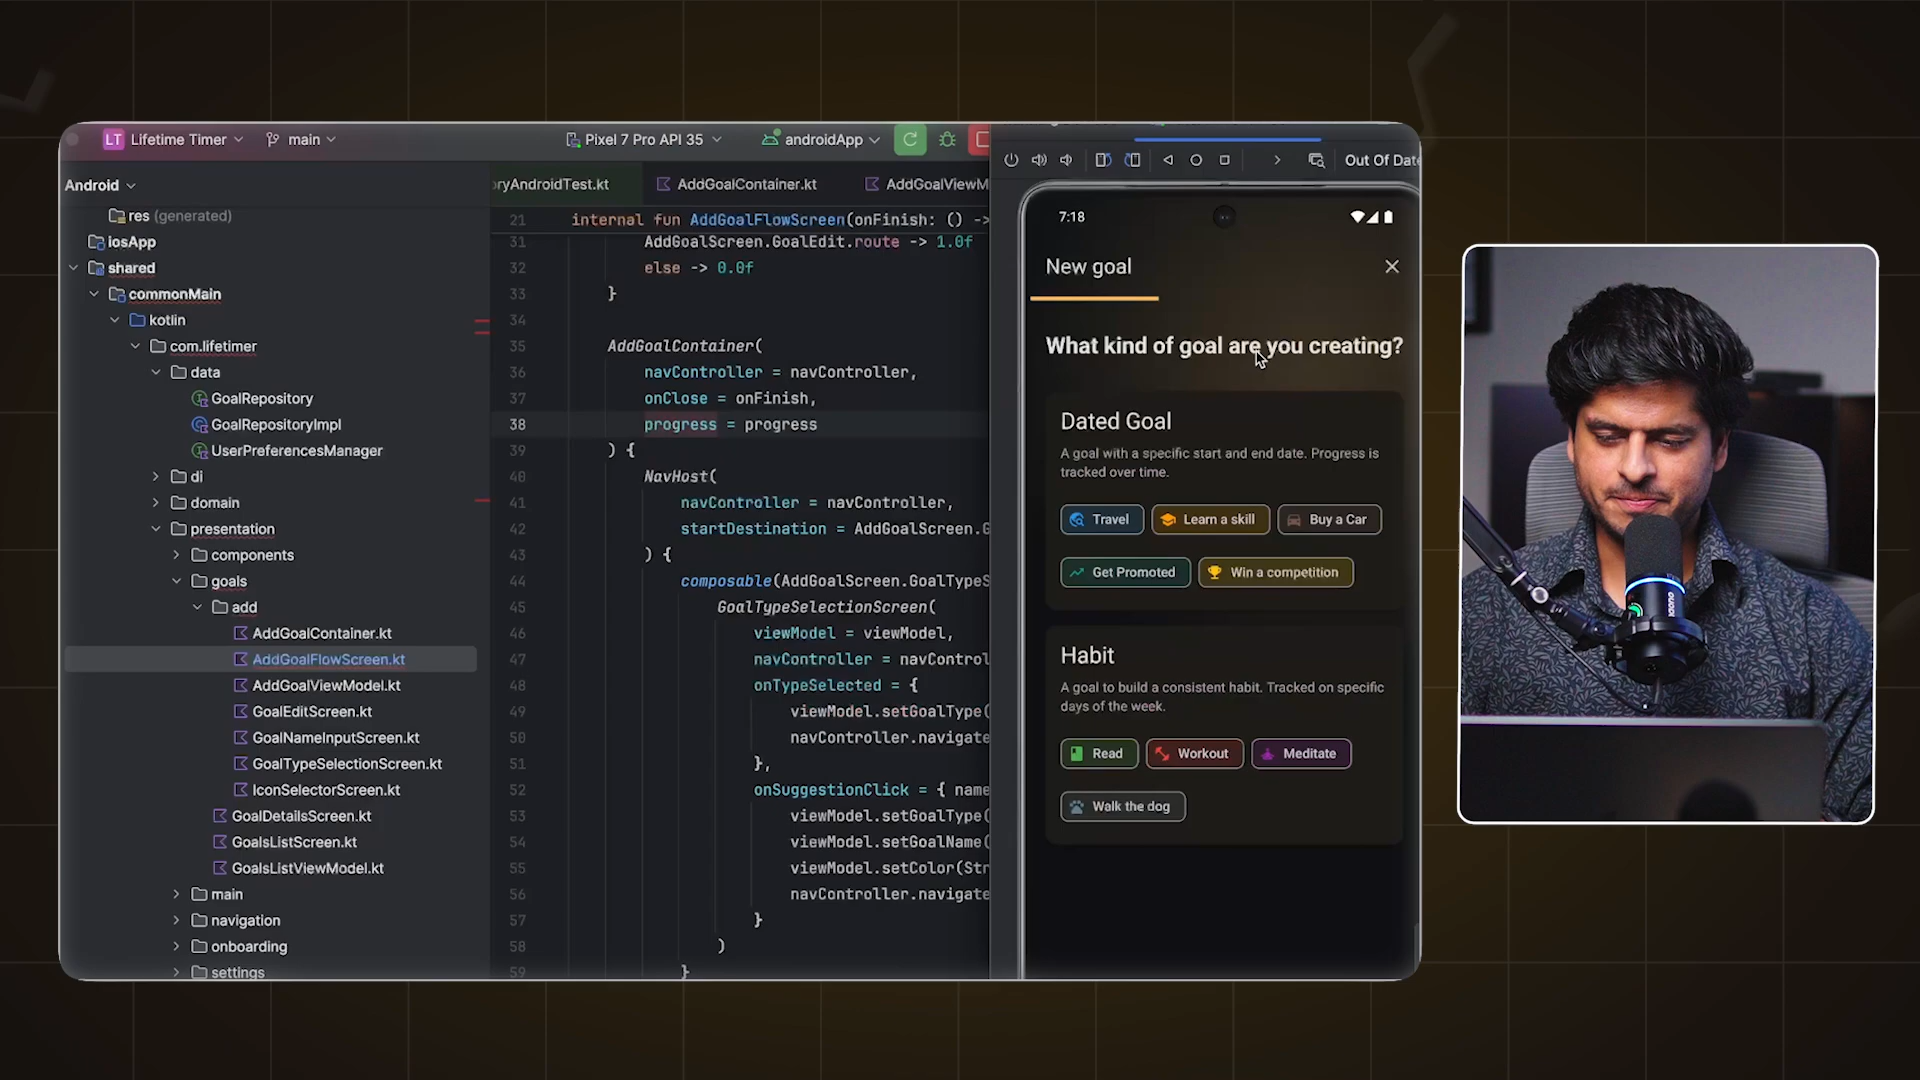 LT Lifetime Timer main Pixel 7 Pro API 35 androidApp
Android
res (generated)
iosApp
shared
commonMain
kotlin
com.lifetimer
data
GoalRepository
GoalRepositoryImpl
UserPreferencesManager
di
domain
presentation
components
goals
add
AddGoalContainer.kt
AddGoalFlowScreen.kt
AddGoalViewModel.kt
GoalEditScreen.kt
GoalNameInputScreen.kt
GoalTypeSelectionScreen.kt
IconSelectorScreen.kt
GoalDetailsScreen.kt
GoalsListScreen.kt
GoalsListViewModel.kt
main
navigation
onboarding
settings
ryAndroidTest.kt AddGoalContainer.kt AddGoalViewM
21 internal fun AddGoalFlowScreen(onFinish: () ->
31 AddGoalScreen.GoalEdit.route -> 1.0f
32 else -> 0.0f
33 }
34
35 AddGoalContainer(
36 navController = navController,
37 onClose = onFinish,
38 progress = progress
39 ) {
40 NavHost(
41 navController = navController,
42 startDestination = AddGoalScreen.G
43 ) {
44 composable(AddGoalScreen.GoalTypeS
45 GoalTypeSelectionScreen(
46 viewModel = viewModel,
47 navController = navControl
48 onTypeSelected = {
49 viewModel.setGoalType(
50 navController.navigate
51 },
52 onSuggestionClick = { name
53 viewModel.setGoalType(
54 viewModel.setGoalName(
55 viewModel.setColor(Str
56 navController.navigate
57 }
58 )
59 }
Out Of Date
7:18
New goal
What kind of goal are you creating?
Dated Goal
A goal with a specific start and end date. Progress is
tracked over time.
Travel Learn a skill Buy a Car
Get Promoted Win a competition
Habit
A goal to build a consistent habit. Tracked on specific
days of the week.
Read Workout Meditate
Walk the dog